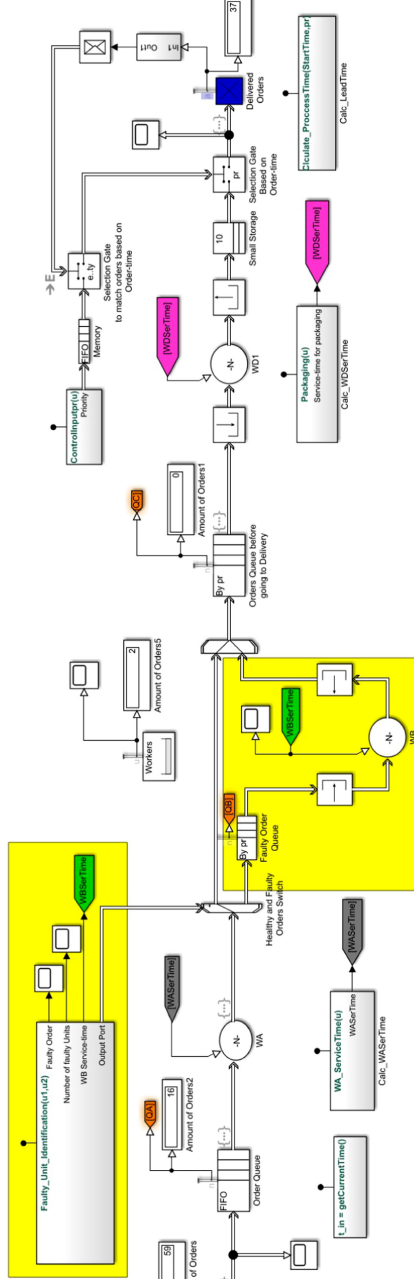 Faulty_Unit_Identification(u1,u2)
Faulty Order
Number of faulty Units
WB Service-time
Output Port
WBSerTime
59
of Orders
FIFO
Order Queue
[QA]
16
Amount of Orders2
[WASerTime]
-N-
WA
{...}
{...}
Healthy and Faulty
Orders Switch
t_in = getCurrentTime()
WA_ServiceTime(u)
WASerTime
Calc_WASerTime
[WASerTime]
Workers
2
Amount of Orders5
[QB]
By pr
Faulty Order
Queue
WBSerTime
-N-
WB
By pr
Orders Queue before
going to Delivery
[QC]
0
Amount of Orders1
{...}
ControlInputpr(u)
Priority
FIFO
Memory
e...ty
Selection Gate
to match orders based on
Order-time
E
[WDSerTime]
-N-
WD1
10
Small Storage
pr
Selection Gate
Based on
Order-time
{...}
Delivered
Orders
In1
Out1
37
Packaging(u)
Service-time for packaging
Calc_WDSerTime
[WDSerTime]
Clculate_ProccessTime(StartTime,pr)
Calc_LeadTime